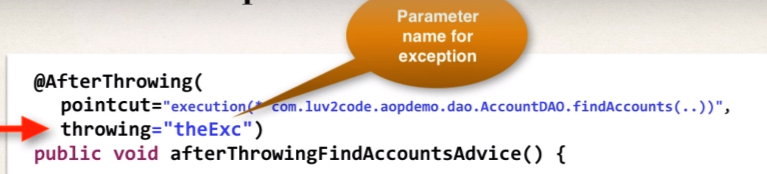 Parameter
name for
exception
@AfterThrowing(
pointcut="execution(* com.luv2code.aopdemo.dao.AccountDAO.findAccounts(..))",
throwing="theExc")
public void afterThrowingFindAccountsAdvice() {